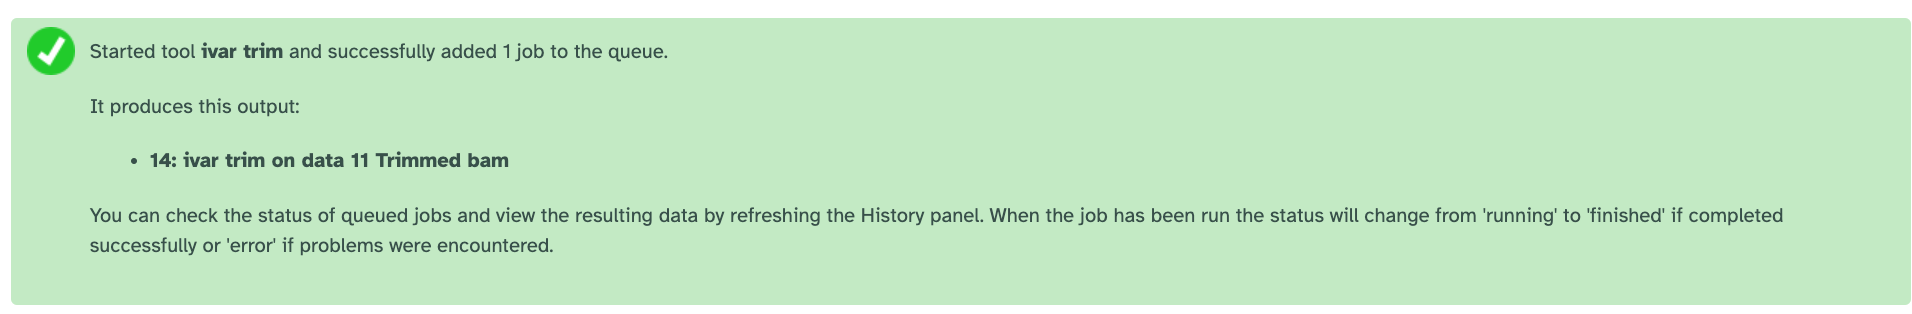 Started tool ivar trim and successfully added 1 job to the queue.
It produces this output:
• 14: ivar trim on data 11 Trimmed bam
You can check the status of queued jobs and view the resulting data by refreshing the History panel. When the job has been run the status will change from 'running' to 'finished' if completed
successfully or 'error' if problems were encountered.